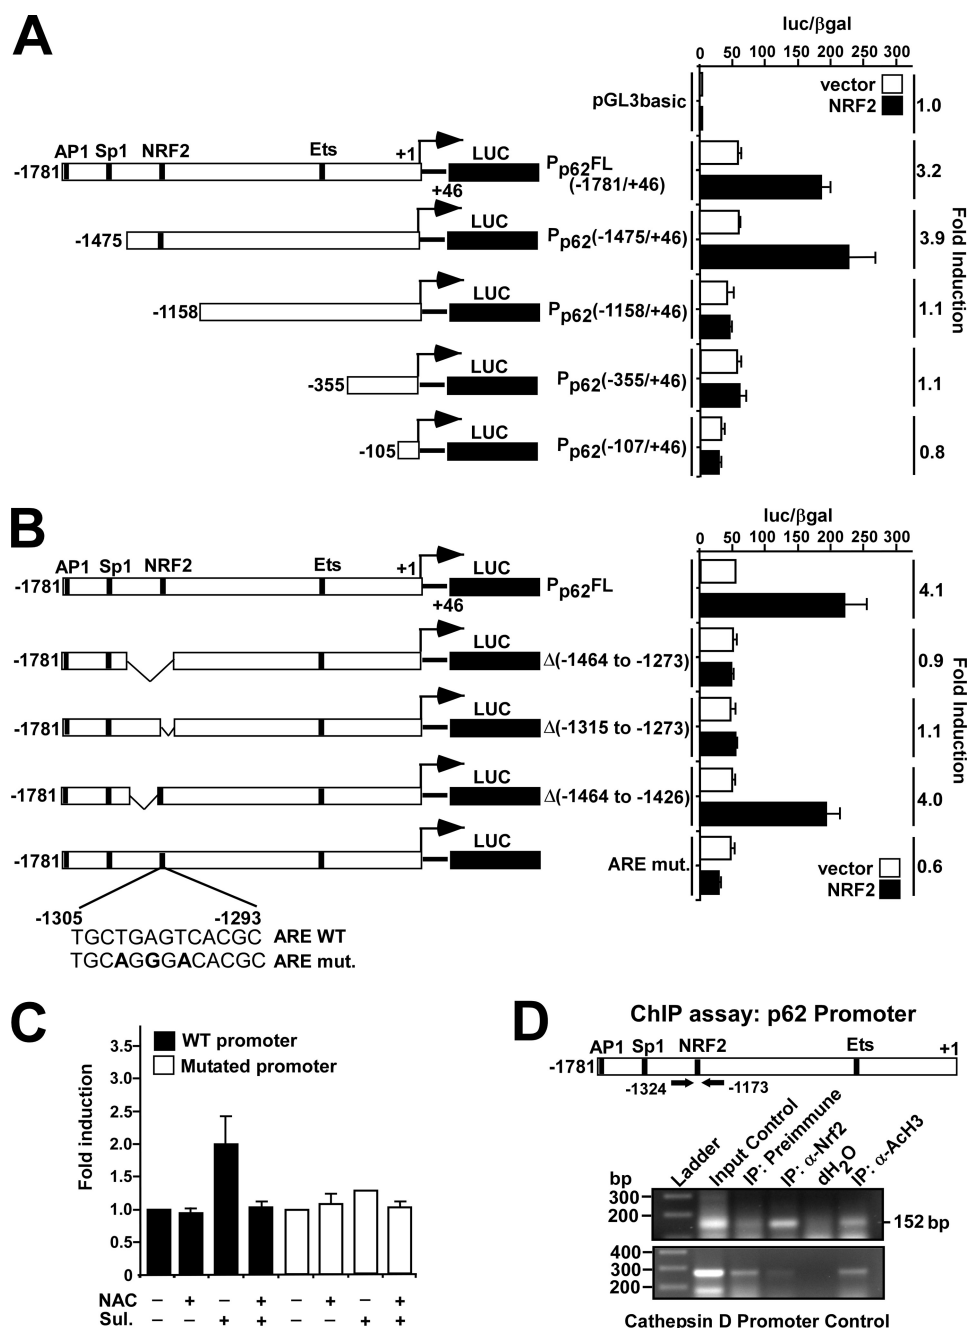 A
luc/βgal
0 50 100 150 200 250 300
vector
NRF2
pGL3basic
1.0
AP1 Sp1 NRF2 Ets +1 LUC
-1781
+46
Pp62FL
(-1781/+46)
3.2
-1475
LUC
Pp62(-1475/+46)
3.9
-1158
LUC
Pp62(-1158/+46)
1.1
-355
LUC
Pp62(-355/+46)
1.1
-105
LUC
Pp62(-107/+46)
0.8
Fold Induction
B
luc/βgal
0 50 100 150 200 250 300
AP1 Sp1 NRF2 Ets +1 LUC
-1781
+46
Pp62FL
4.1
-1781
LUC
Δ(-1464 to -1273)
0.9
-1781
LUC
Δ(-1315 to -1273)
1.1
-1781
LUC
Δ(-1464 to -1426)
4.0
-1781
LUC
ARE mut.
0.6
vector
NRF2
Fold Induction
-1305 -1293
TGCTGAGTCACGC ARE WT
TGCAGGGACACGC ARE mut.
C
WT promoter
Mutated promoter
Fold induction
3.5
3.0
2.5
2.0
1.5
1.0
0.5
0
NAC − + − + − + − +
Sul. − − + + − − + +
D
ChIP assay: p62 Promoter
AP1 Sp1 NRF2 Ets +1
-1781
-1324 -1173
Ladder
Input Control
IP: Preimmune
IP: α-Nrf2
dH2O
IP: α-AcH3
bp
300
200
152 bp
400
300
200
Cathepsin D Promoter Control